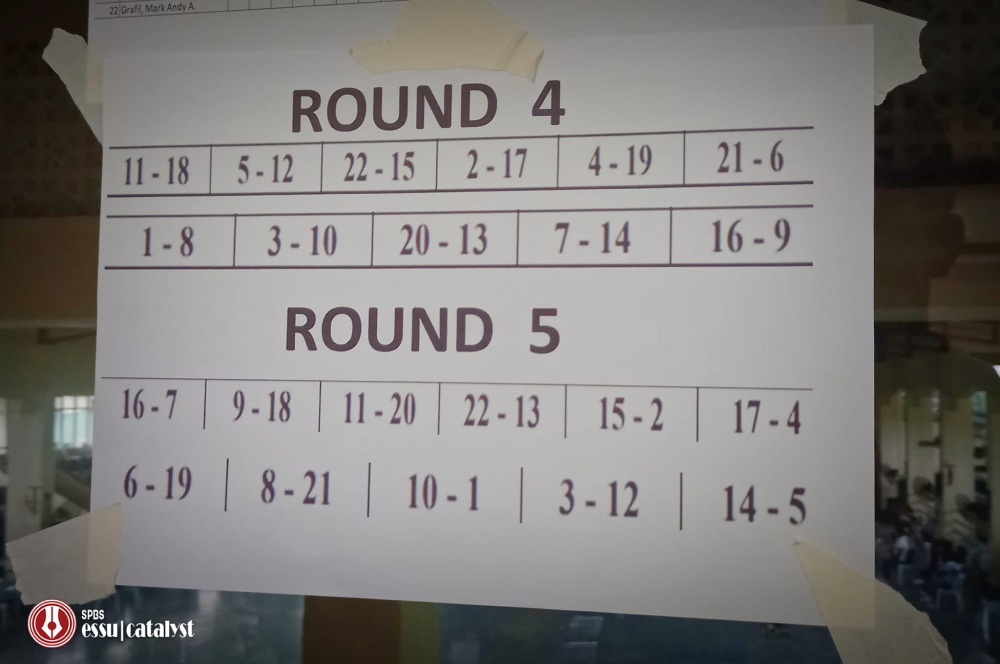 22 Grafil, Mark Andy A.
ROUND 4
11 - 18 5 - 12 22 - 15 2 - 17 4 - 19 21 - 6
1 - 8 3 - 10 20 - 13 7 - 14 16 - 9
ROUND 5
16 - 7 9 - 18 11 - 20 22 - 13 15 - 2 17 - 4
6 - 19 8 - 21 10 - 1 3 - 12 14 - 5
SPBS
essu|catalyst